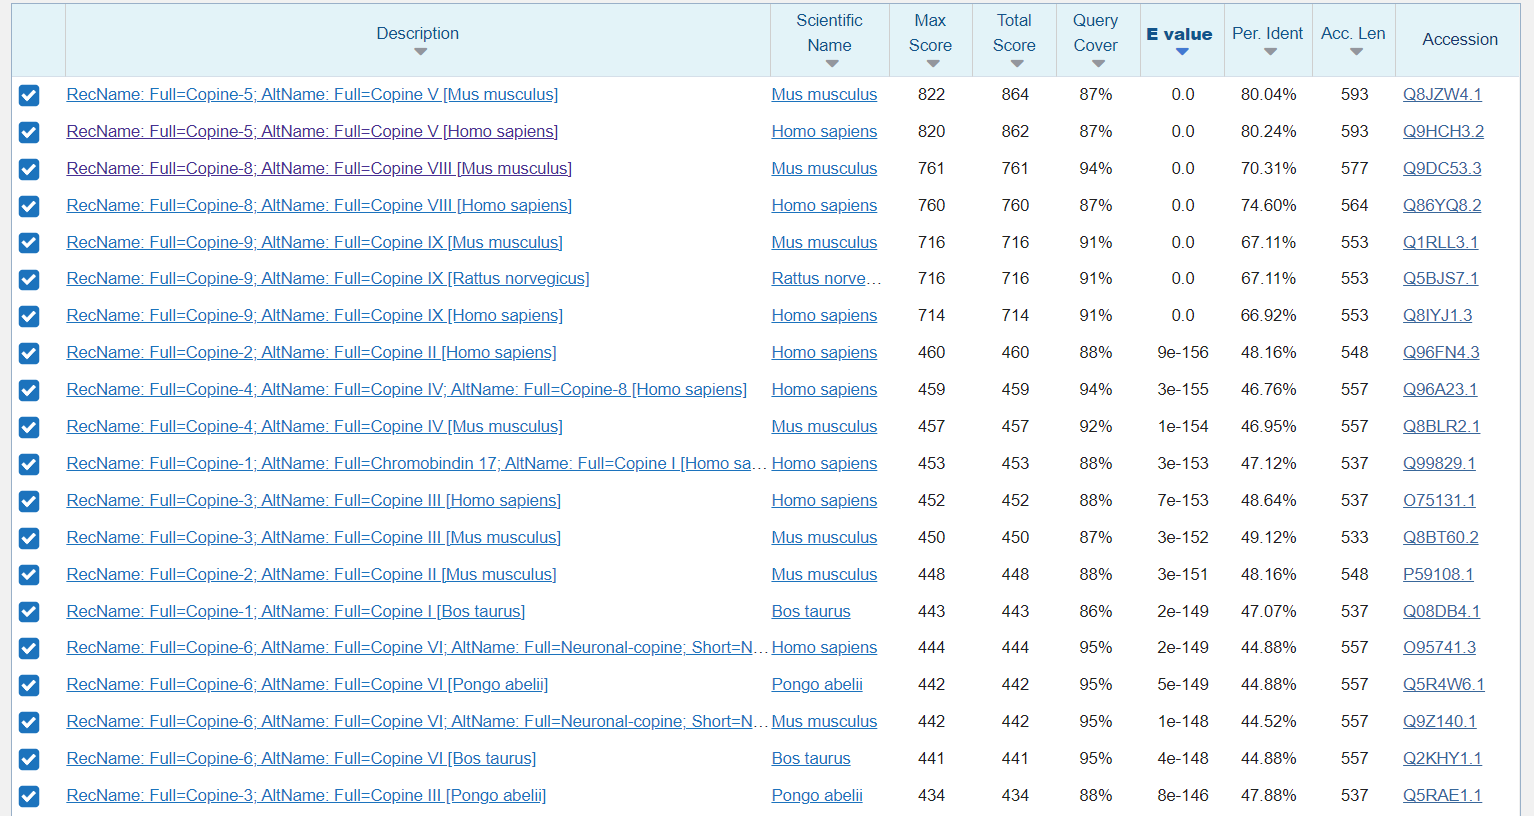 Description Scientific Name Max Score Total Score Query Cover E value Per. Ident Acc. Len Accession
RecName: Full=Copine-5; AltName: Full=Copine V [Mus musculus] Mus musculus 822 864 87% 0.0 80.04% 593 Q8JZW4.1
RecName: Full=Copine-5; AltName: Full=Copine V [Homo sapiens] Homo sapiens 820 862 87% 0.0 80.24% 593 Q9HCH3.2
RecName: Full=Copine-8; AltName: Full=Copine VIII [Mus musculus] Mus musculus 761 761 94% 0.0 70.31% 577 Q9DC53.3
RecName: Full=Copine-8; AltName: Full=Copine VIII [Homo sapiens] Homo sapiens 760 760 87% 0.0 74.60% 564 Q86YQ8.2
RecName: Full=Copine-9; AltName: Full=Copine IX [Mus musculus] Mus musculus 716 716 91% 0.0 67.11% 553 Q1RLL3.1
RecName: Full=Copine-9; AltName: Full=Copine IX [Rattus norvegicus] Rattus norve… 716 716 91% 0.0 67.11% 553 Q5BJS7.1
RecName: Full=Copine-9; AltName: Full=Copine IX [Homo sapiens] Homo sapiens 714 714 91% 0.0 66.92% 553 Q8IYJ1.3
RecName: Full=Copine-2; AltName: Full=Copine II [Homo sapiens] Homo sapiens 460 460 88% 9e-156 48.16% 548 Q96FN4.3
RecName: Full=Copine-4; AltName: Full=Copine IV; AltName: Full=Copine-8 [Homo sapiens] Homo sapiens 459 459 94% 3e-155 46.76% 557 Q96A23.1
RecName: Full=Copine-4; AltName: Full=Copine IV [Mus musculus] Mus musculus 457 457 92% 1e-154 46.95% 557 Q8BLR2.1
RecName: Full=Copine-1; AltName: Full=Chromobindin 17; AltName: Full=Copine I [Homo sa… Homo sapiens 453 453 88% 3e-153 47.12% 537 Q99829.1
RecName: Full=Copine-3; AltName: Full=Copine III [Homo sapiens] Homo sapiens 452 452 88% 7e-153 48.64% 537 O75131.1
RecName: Full=Copine-3; AltName: Full=Copine III [Mus musculus] Mus musculus 450 450 87% 3e-152 49.12% 533 Q8BT60.2
RecName: Full=Copine-2; AltName: Full=Copine II [Mus musculus] Mus musculus 448 448 88% 3e-151 48.16% 548 P59108.1
RecName: Full=Copine-1; AltName: Full=Copine I [Bos taurus] Bos taurus 443 443 86% 2e-149 47.07% 537 Q08DB4.1
RecName: Full=Copine-6; AltName: Full=Copine VI; AltName: Full=Neuronal-copine; Short=N… Homo sapiens 444 444 95% 2e-149 44.88% 557 O95741.3
RecName: Full=Copine-6; AltName: Full=Copine VI [Pongo abelii] Pongo abelii 442 442 95% 5e-149 44.88% 557 Q5R4W6.1
RecName: Full=Copine-6; AltName: Full=Copine VI; AltName: Full=Neuronal-copine; Short=N… Mus musculus 442 442 95% 1e-148 44.52% 557 Q9Z140.1
RecName: Full=Copine-6; AltName: Full=Copine VI [Bos taurus] Bos taurus 441 441 95% 4e-148 44.88% 557 Q2KHY1.1
RecName: Full=Copine-3; AltName: Full=Copine III [Pongo abelii] Pongo abelii 434 434 88% 8e-146 47.88% 537 Q5RAE1.1